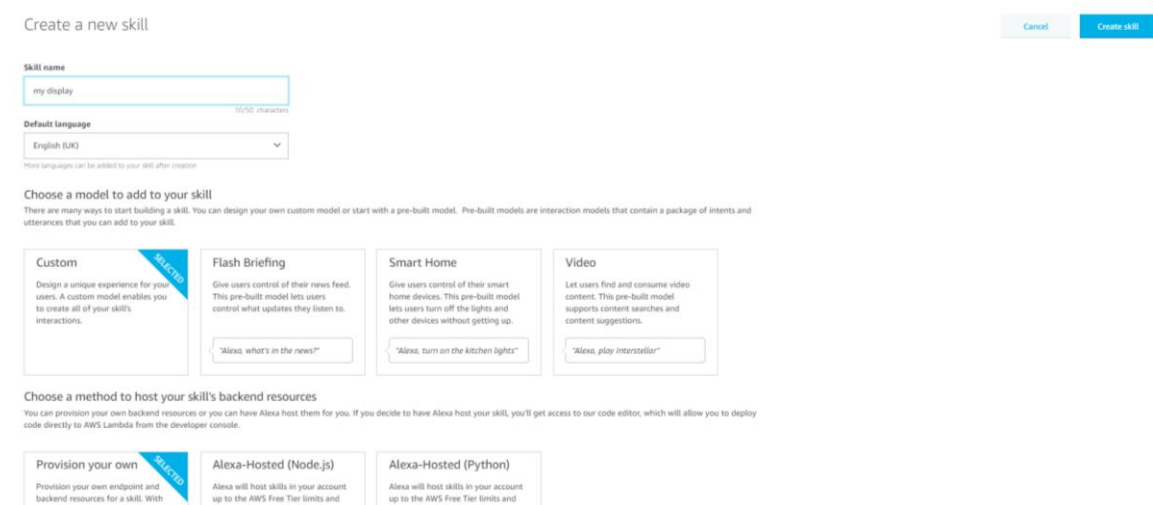 Create a new skill
Cancel
Create skill
Skill name
my display
10/50 characters
Default language
English (UK)
More languages can be added to your skill after creation
Choose a model to add to your skill
There are many ways to start building a skill. You can design your own custom model or start with a pre-built model. Pre-built models are interaction models that contain a package of intents and
utterances that you can add to your skill.
Custom
SELECTED
Design a unique experience for your
users. A custom model enables you
to create all of your skill's
interactions.
Flash Briefing
Give users control of their news feed.
This pre-built model lets users
control what updates they listen to.
"Alexa, what's in the news?"
Smart Home
Give users control of their smart
home devices. This pre-built model
lets users turn off the lights and
other devices without getting up.
"Alexa, turn on the kitchen lights"
Video
Let users find and consume video
content. This pre-built model
supports content searches and
content suggestions.
"Alexa, play Interstellar"
Choose a method to host your skill's backend resources
You can provision your own backend resources or you can have Alexa host them for you. If you decide to have Alexa host your skill, you'll get access to our code editor, which will allow you to deploy
code directly to AWS Lambda from the developer console.
Provision your own
SELECTED
Provision your own endpoint and
backend resources for a skill. With
Alexa-Hosted (Node.js)
Alexa will host skills in your account
up to the AWS Free Tier limits and
Alexa-Hosted (Python)
Alexa will host skills in your account
up to the AWS Free Tier limits and